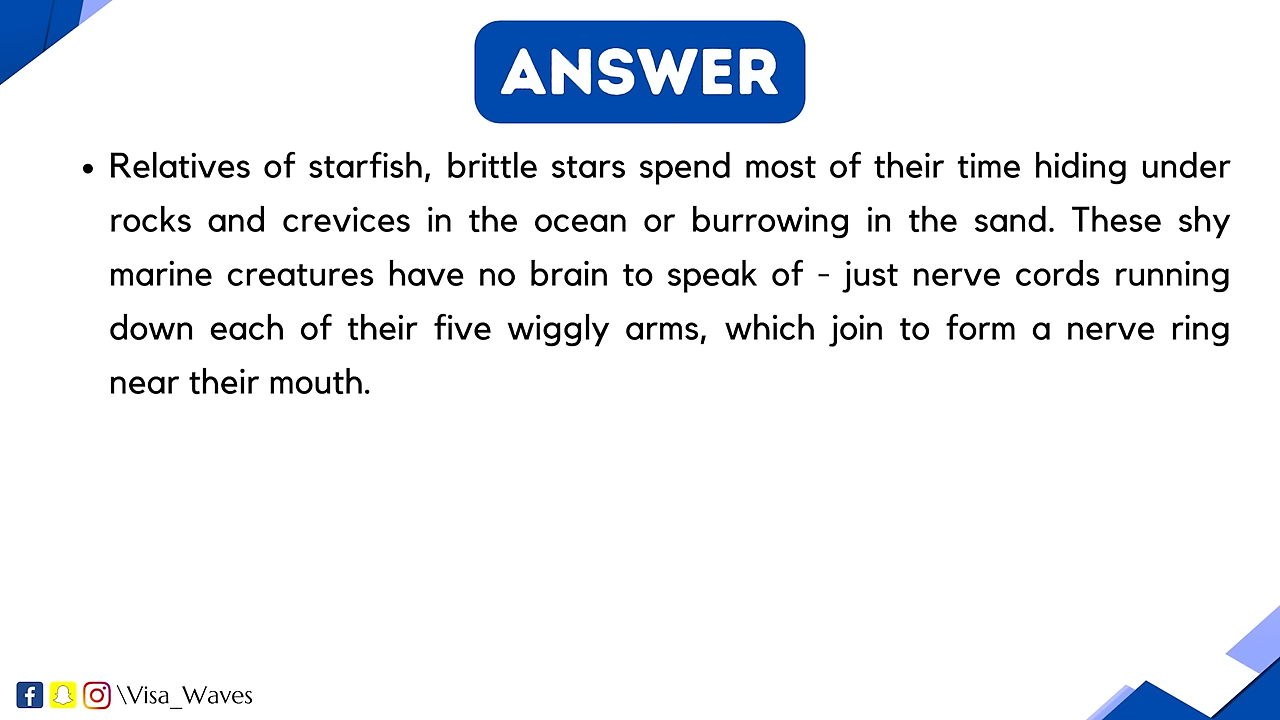 ANSWER
• Relatives of starfish, brittle stars spend most of their time hiding under
rocks and crevices in the ocean or burrowing in the sand. These shy
marine creatures have no brain to speak of - just nerve cords running
down each of their five wiggly arms, which join to form a nerve ring
near their mouth.
\Visa_Waves